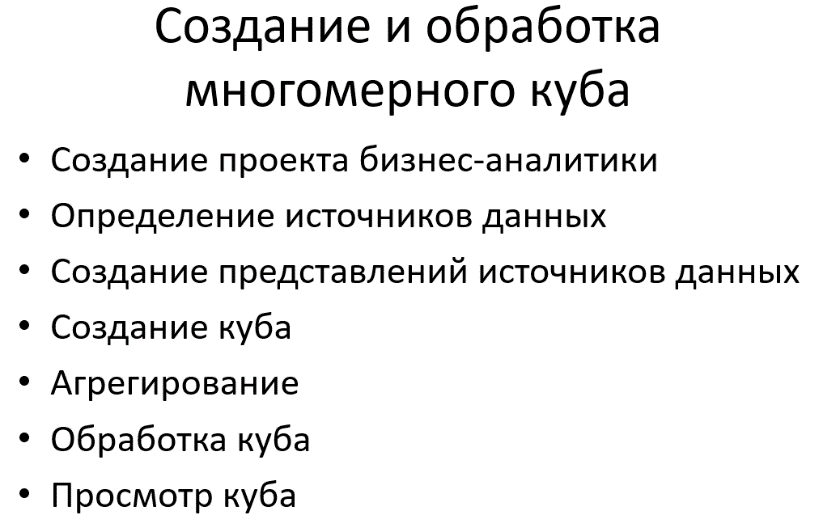 Создание и обработка
многомерного куба
• Создание проекта бизнес-аналитики
• Определение источников данных
• Создание представлений источников данных
• Создание куба
• Агрегирование
• Обработка куба
• Просмотр куба